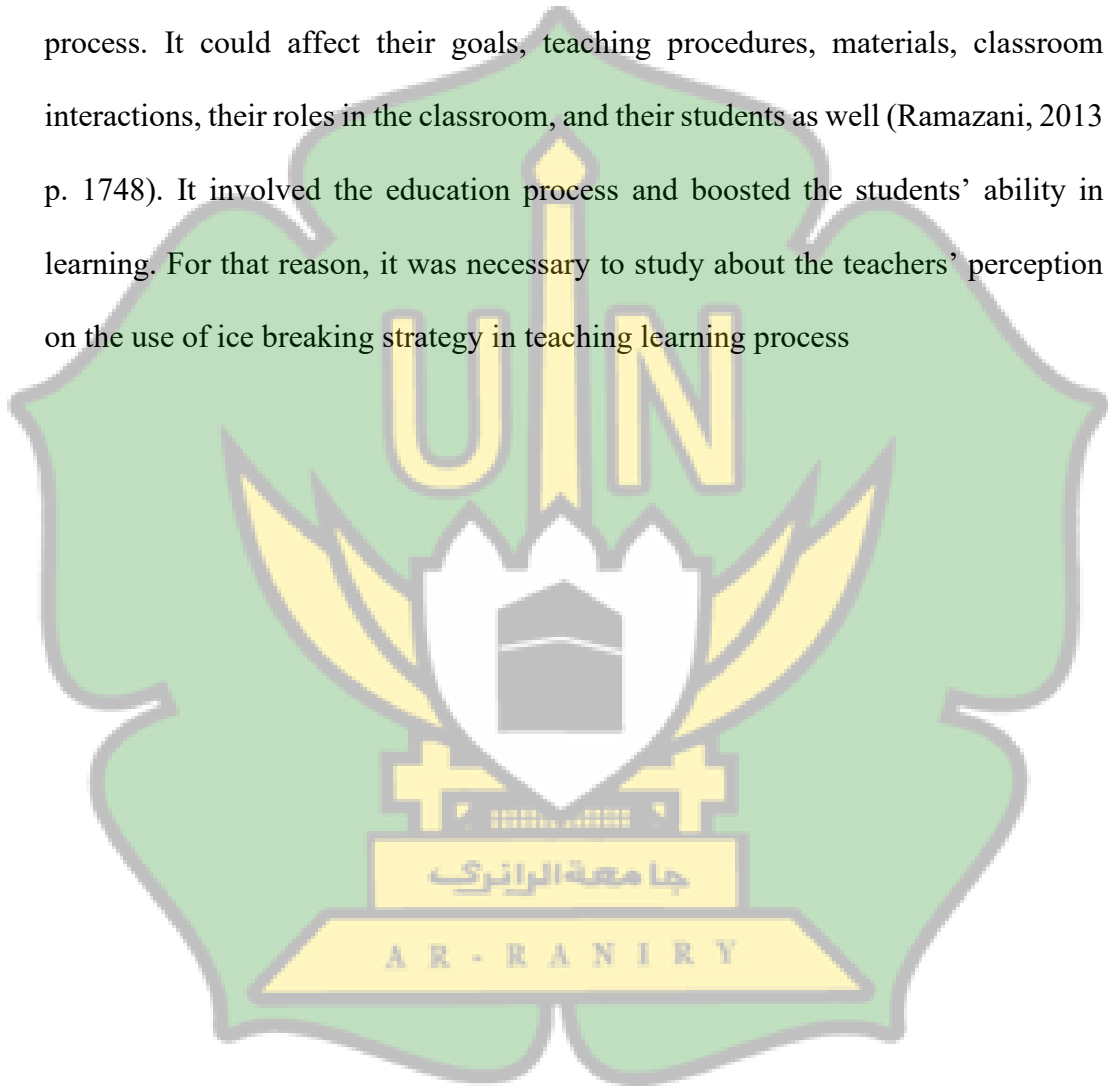 process. It could affect their goals, teaching procedures, materials, classroom
interactions, their roles in the classroom, and their students as well (Ramazani, 2013
p. 1748). It involved the education process and boosted the students’ ability in
learning. For that reason, it was necessary to study about the teachers’ perception
on the use of ice breaking strategy in teaching learning process
UIN
جامعةالرانري
AR-RANIRY